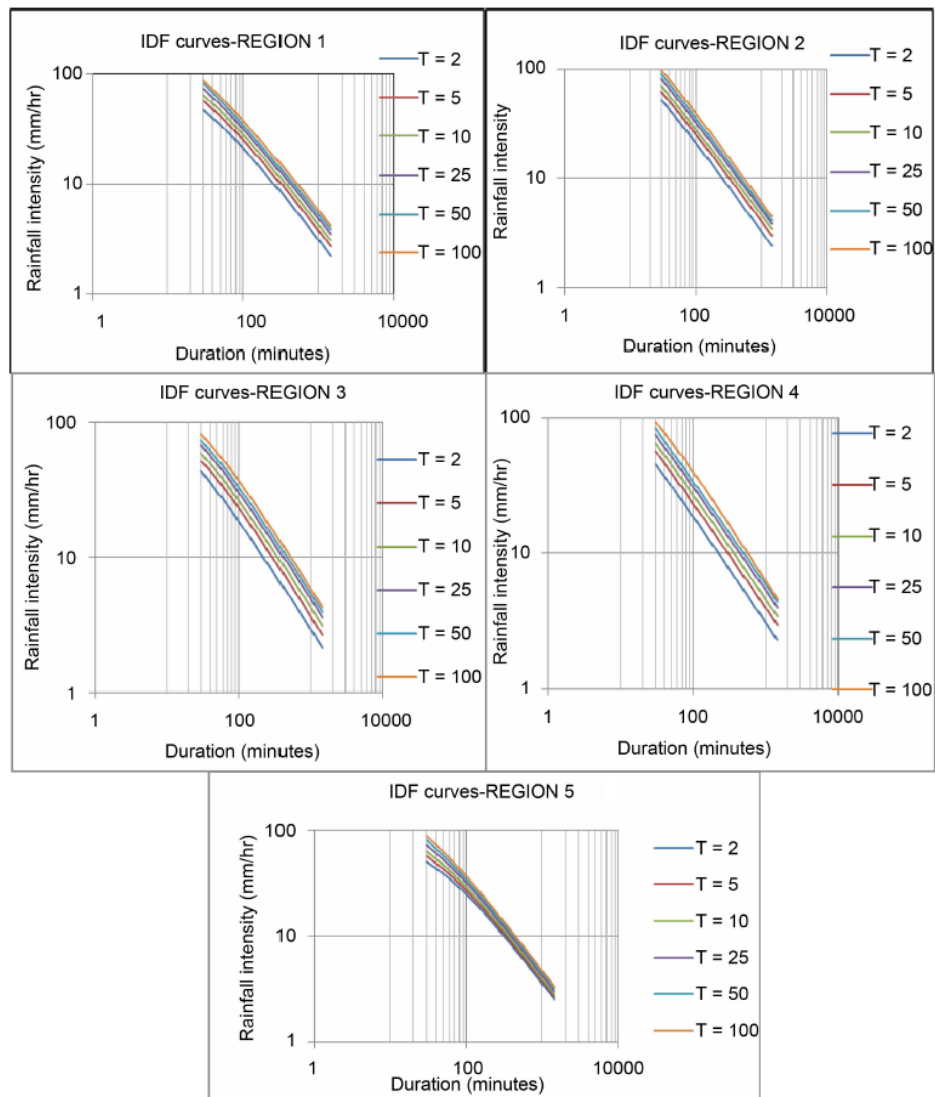 IDF curves-REGION 1
Rainfall intensity (mm/hr)
100
10
1
1
100
10000
Duration (minutes)
T = 2
T = 5
T = 10
T = 25
T = 50
T = 100
IDF curves-REGION 2
Rainfall intensity
100
10
1
1
100
10000
Duration (minutes)
T = 2
T = 5
T = 10
T = 25
T = 50
T = 100
IDF curves-REGION 3
Rainfall intensity (mm/hr)
100
10
1
1
100
10000
Duration (minutes)
T = 2
T = 5
T = 10
T = 25
T = 50
T = 100
IDF curves-REGION 4
Rainfall intensity (mm/hr)
100
10
1
1
100
10000
Duration (minutes)
T = 2
T = 5
T = 10
T = 25
T = 50
T = 100
IDF curves-REGION 5
Rainfall intensity (mm/hr)
100
10
1
1
100
10000
Duration (minutes)
T = 2
T = 5
T = 10
T = 25
T = 50
T = 100